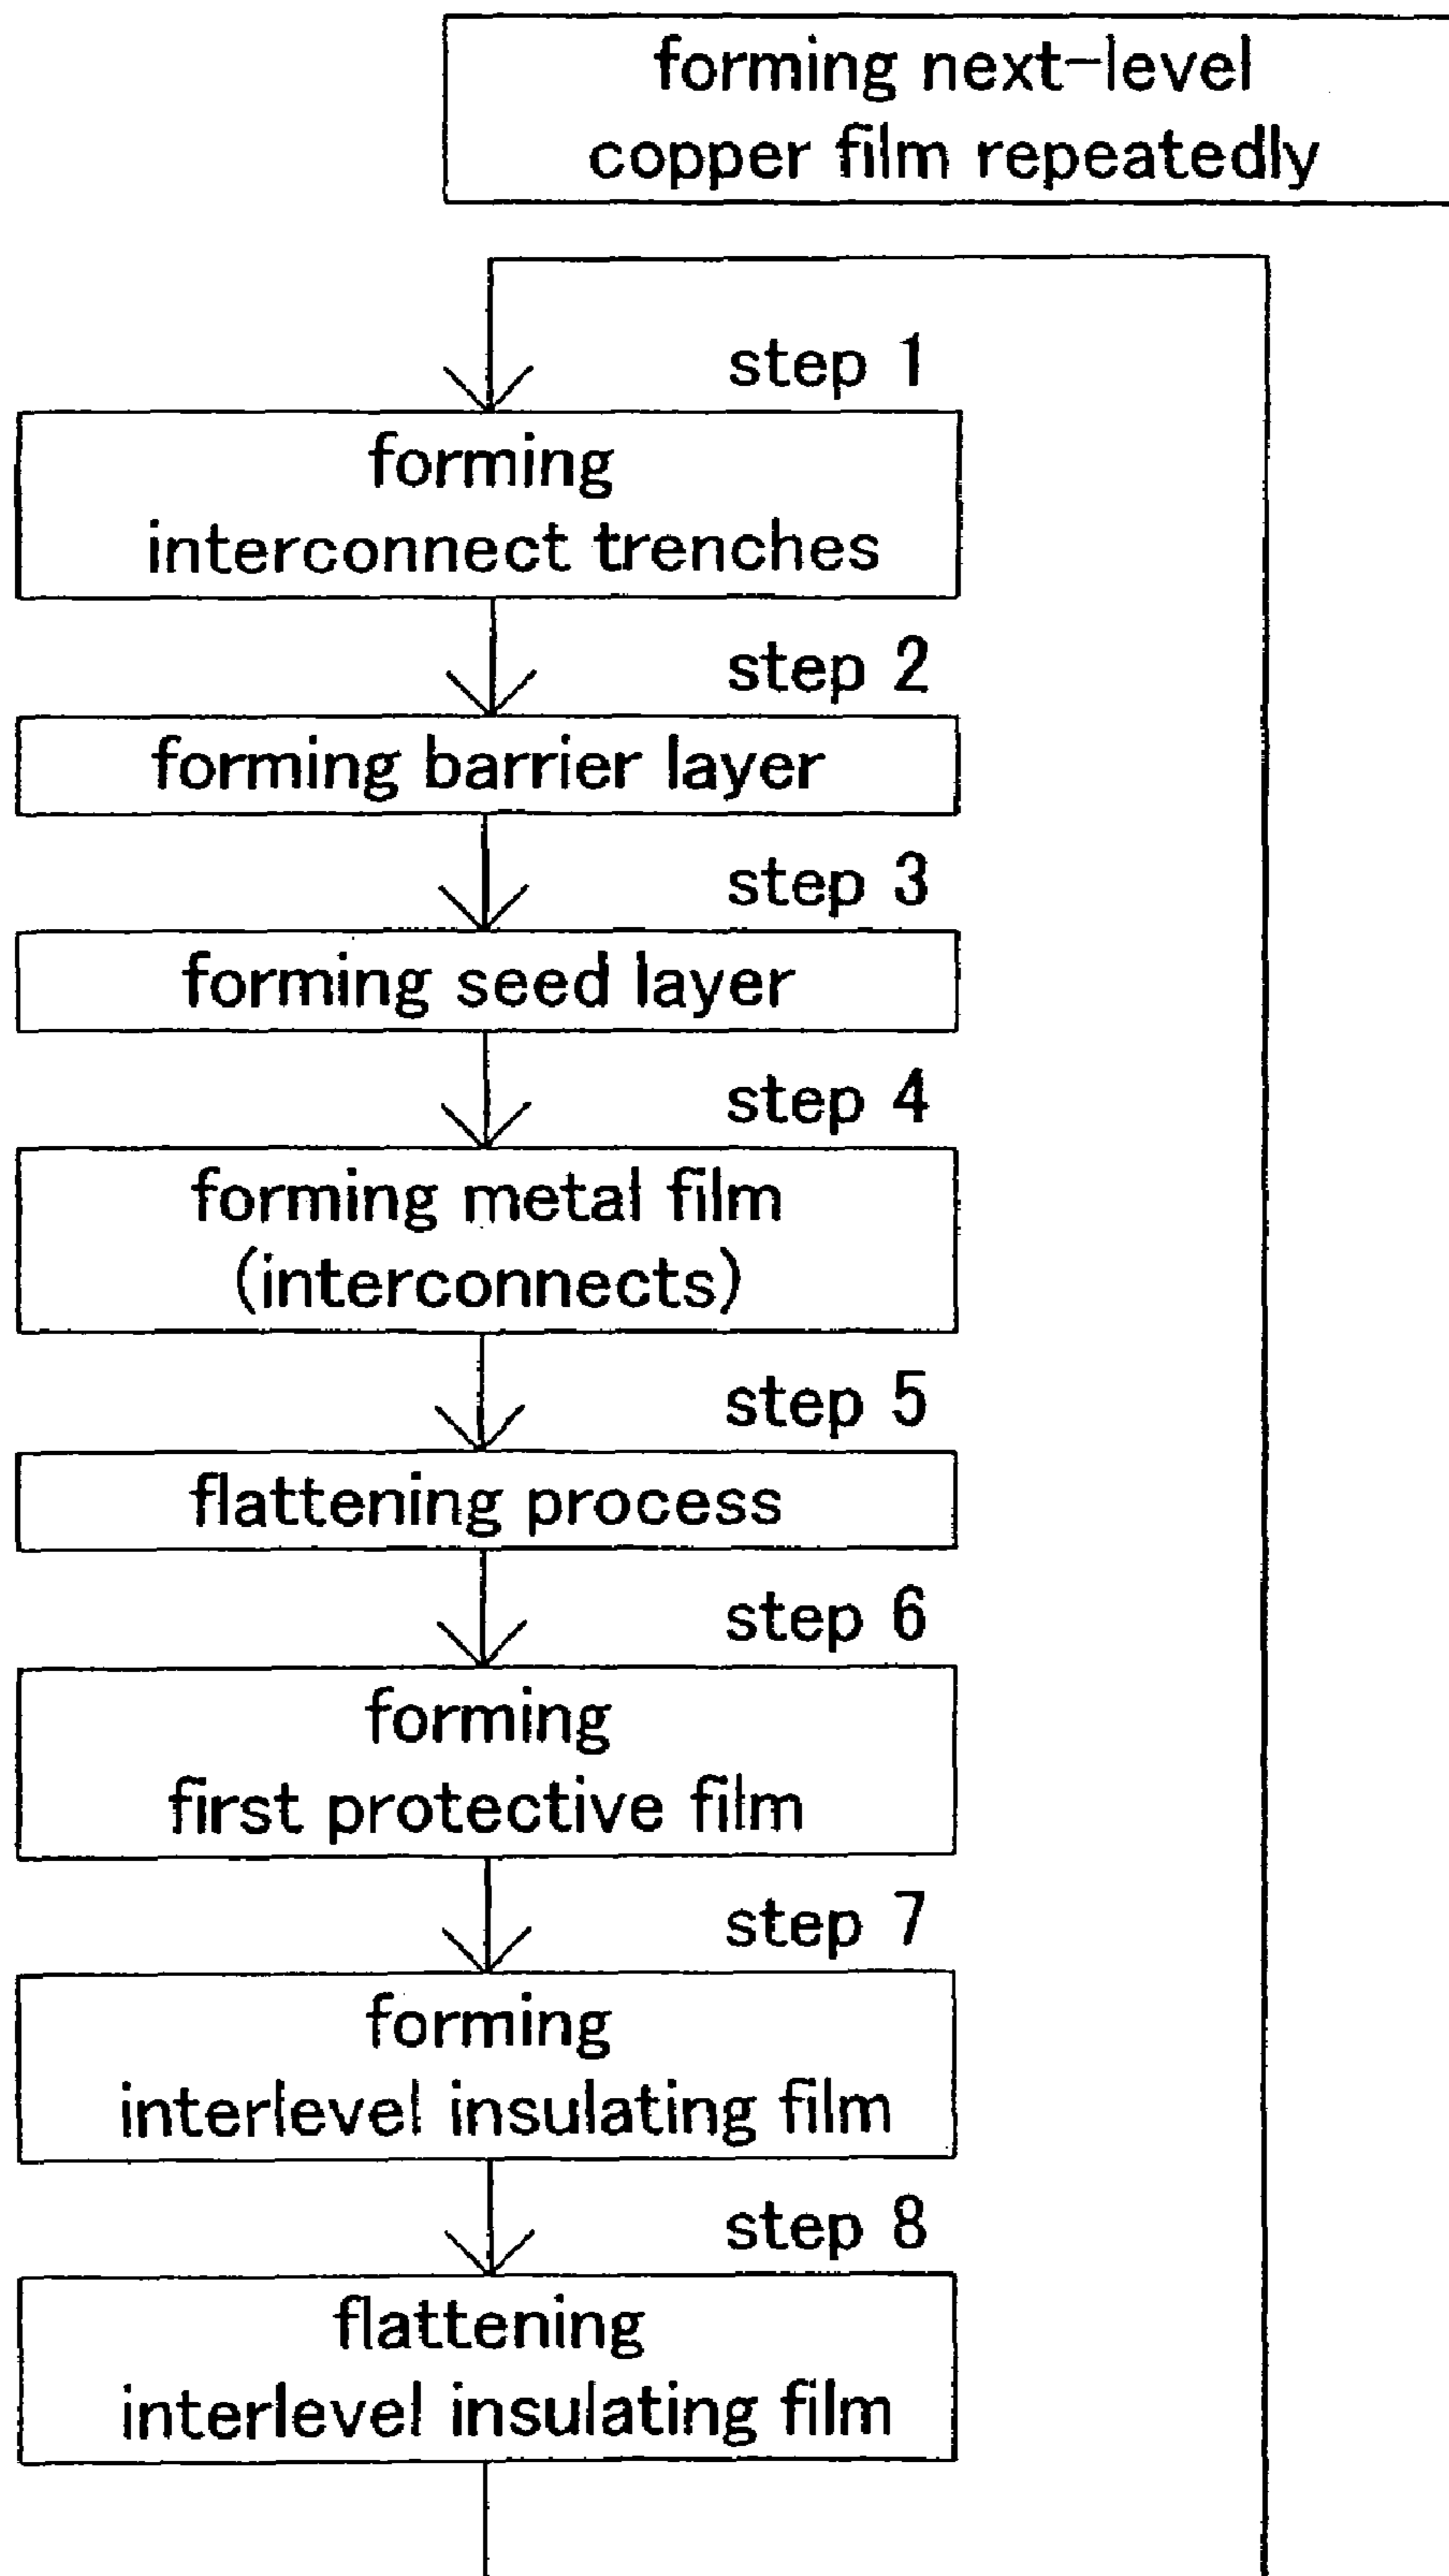 forming next-level
copper film repeatedly
step 1
forming
interconnect trenches
step 2
forming barrier layer
step 3
forming seed layer
step 4
forming metal film
(interconnects)
step 5
flattening process
step 6
forming
first protective film
step 7
forming
interlevel insulating film
step 8
flattening
interlevel insulating film